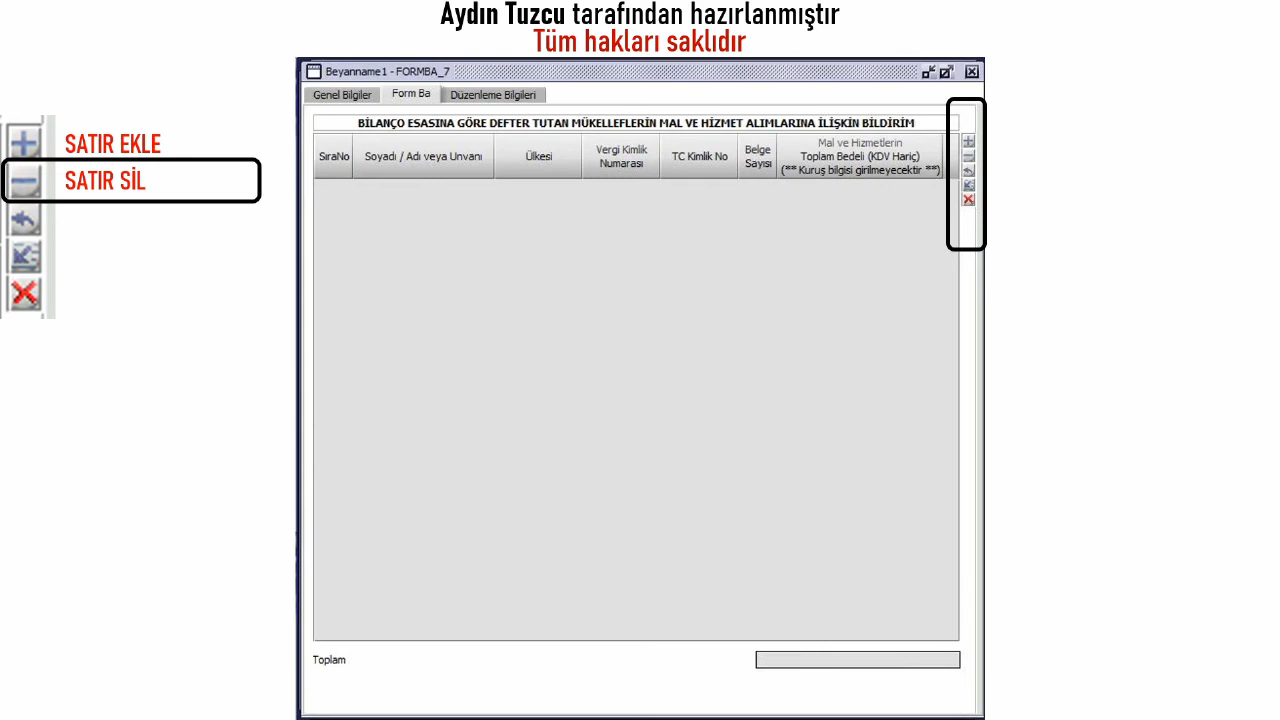 Aydın Tuzcu tarafından hazırlanmıştır
Tüm hakları saklıdır
Beyanname1 - FORMBA_7
Genel Bilgiler
Form Ba
Düzenleme Bilgileri
BİLANÇO ESASINA GÖRE DEFTER TUTAN MÜKELLEFLERİN MAL VE HİZMET ALIMLARINA İLİŞKİN BİLDİRİM
SıraNo
Soyadı / Adı veya Unvanı
Ülkesi
Vergi Kimlik
Numarası
TC Kimlik No
Belge
Sayısı
Mal ve Hizmetlerin
Toplam Bedeli (KDV Hariç)
(** Kuruş bilgisi girilmeyecektir **)
SATIR EKLE
SATIR SİL
Toplam